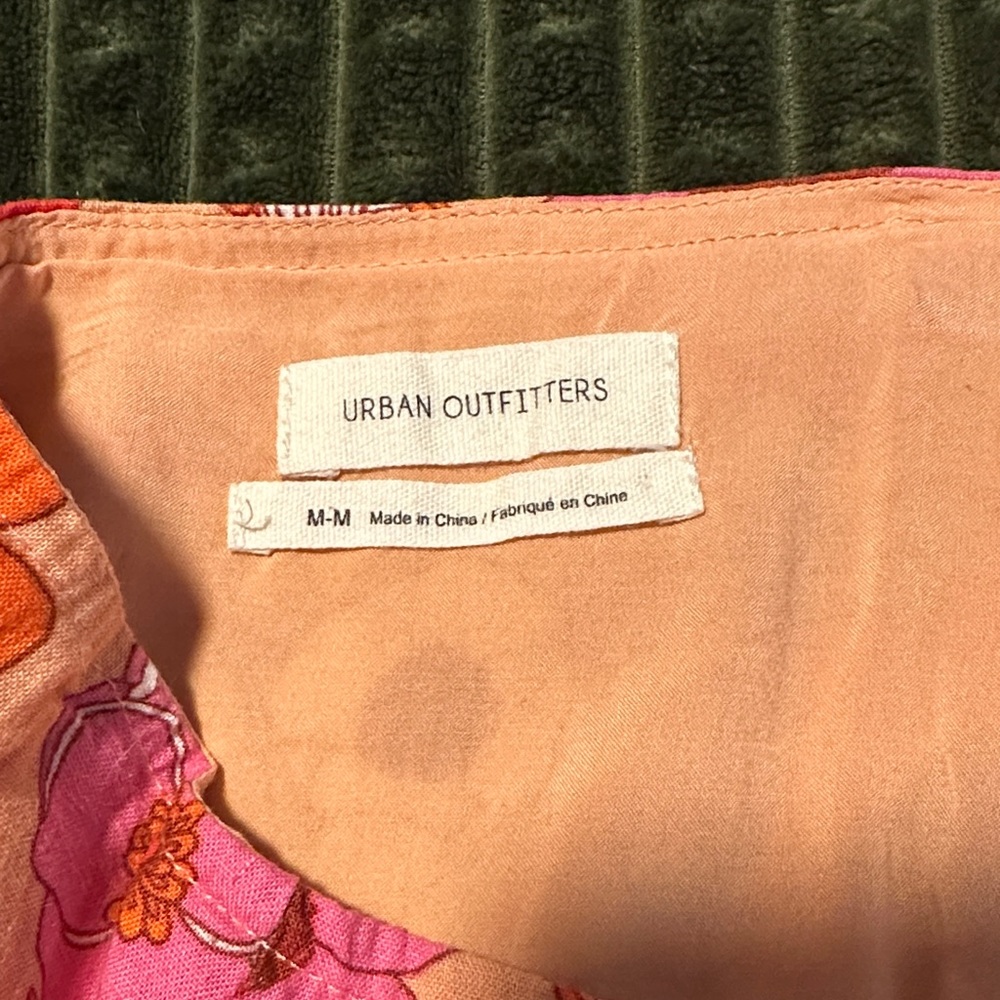 URBAN OUTFITTERS
M-M Made in China / Fabriqué en Chine